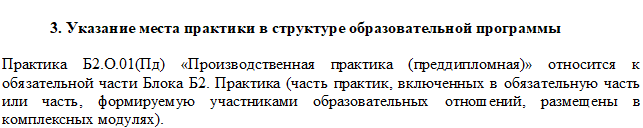 3. Указание места практики в структуре образовательной программы
Практика Б2.О.01(Пд) «Производственная практика (преддипломная)» относится к
обязательной части Блока Б2. Практика (часть практик, включенных в обязательную часть
или часть, формируемую участниками образовательных отношений, размещены в
комплексных модулях).